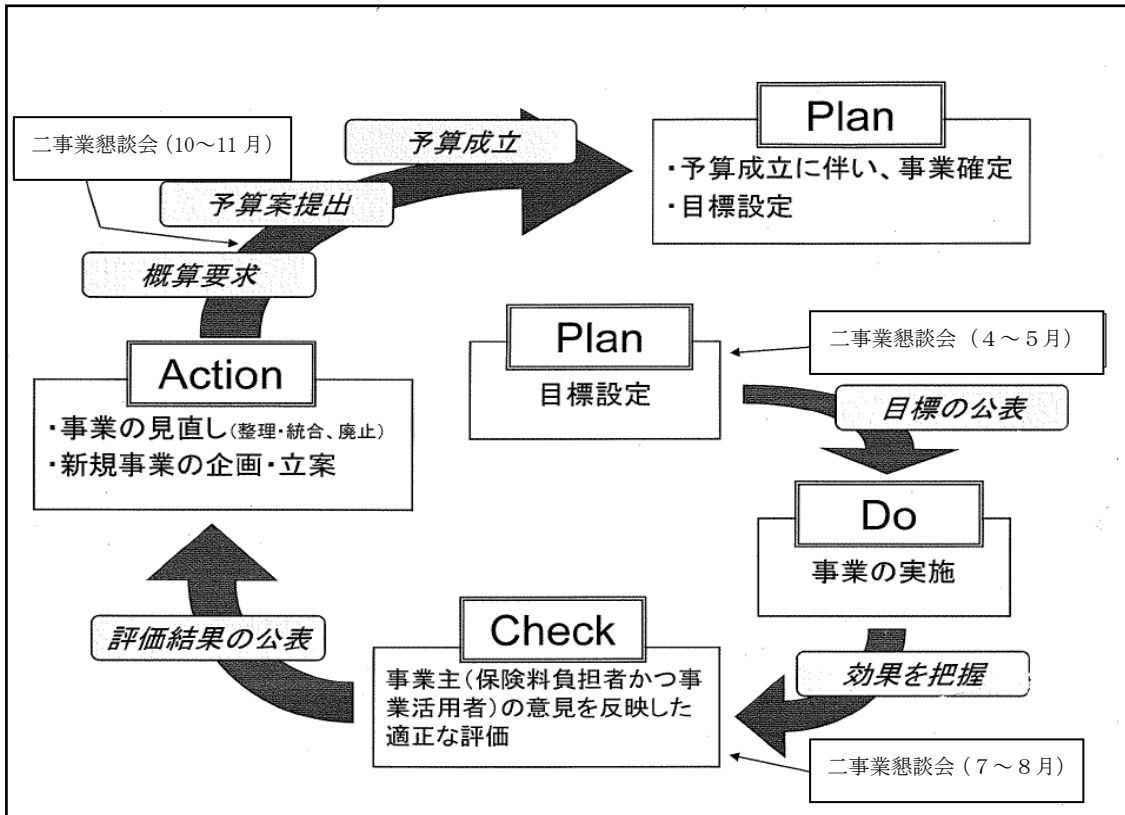 二事業懇談会(10～11月)
予算成立
予算案提出
概算要求
Plan
・予算成立に伴い、事業確定
・目標設定
Plan
目標設定
二事業懇談会（４～５月）
目標の公表
Action
・事業の見直し(整理・統合、廃止)
・新規事業の企画・立案
Do
事業の実施
効果を把握
Check
事業主(保険料負担者かつ事
業活用者)の意見を反映した
適正な評価
二事業懇談会(７～８月)
評価結果の公表